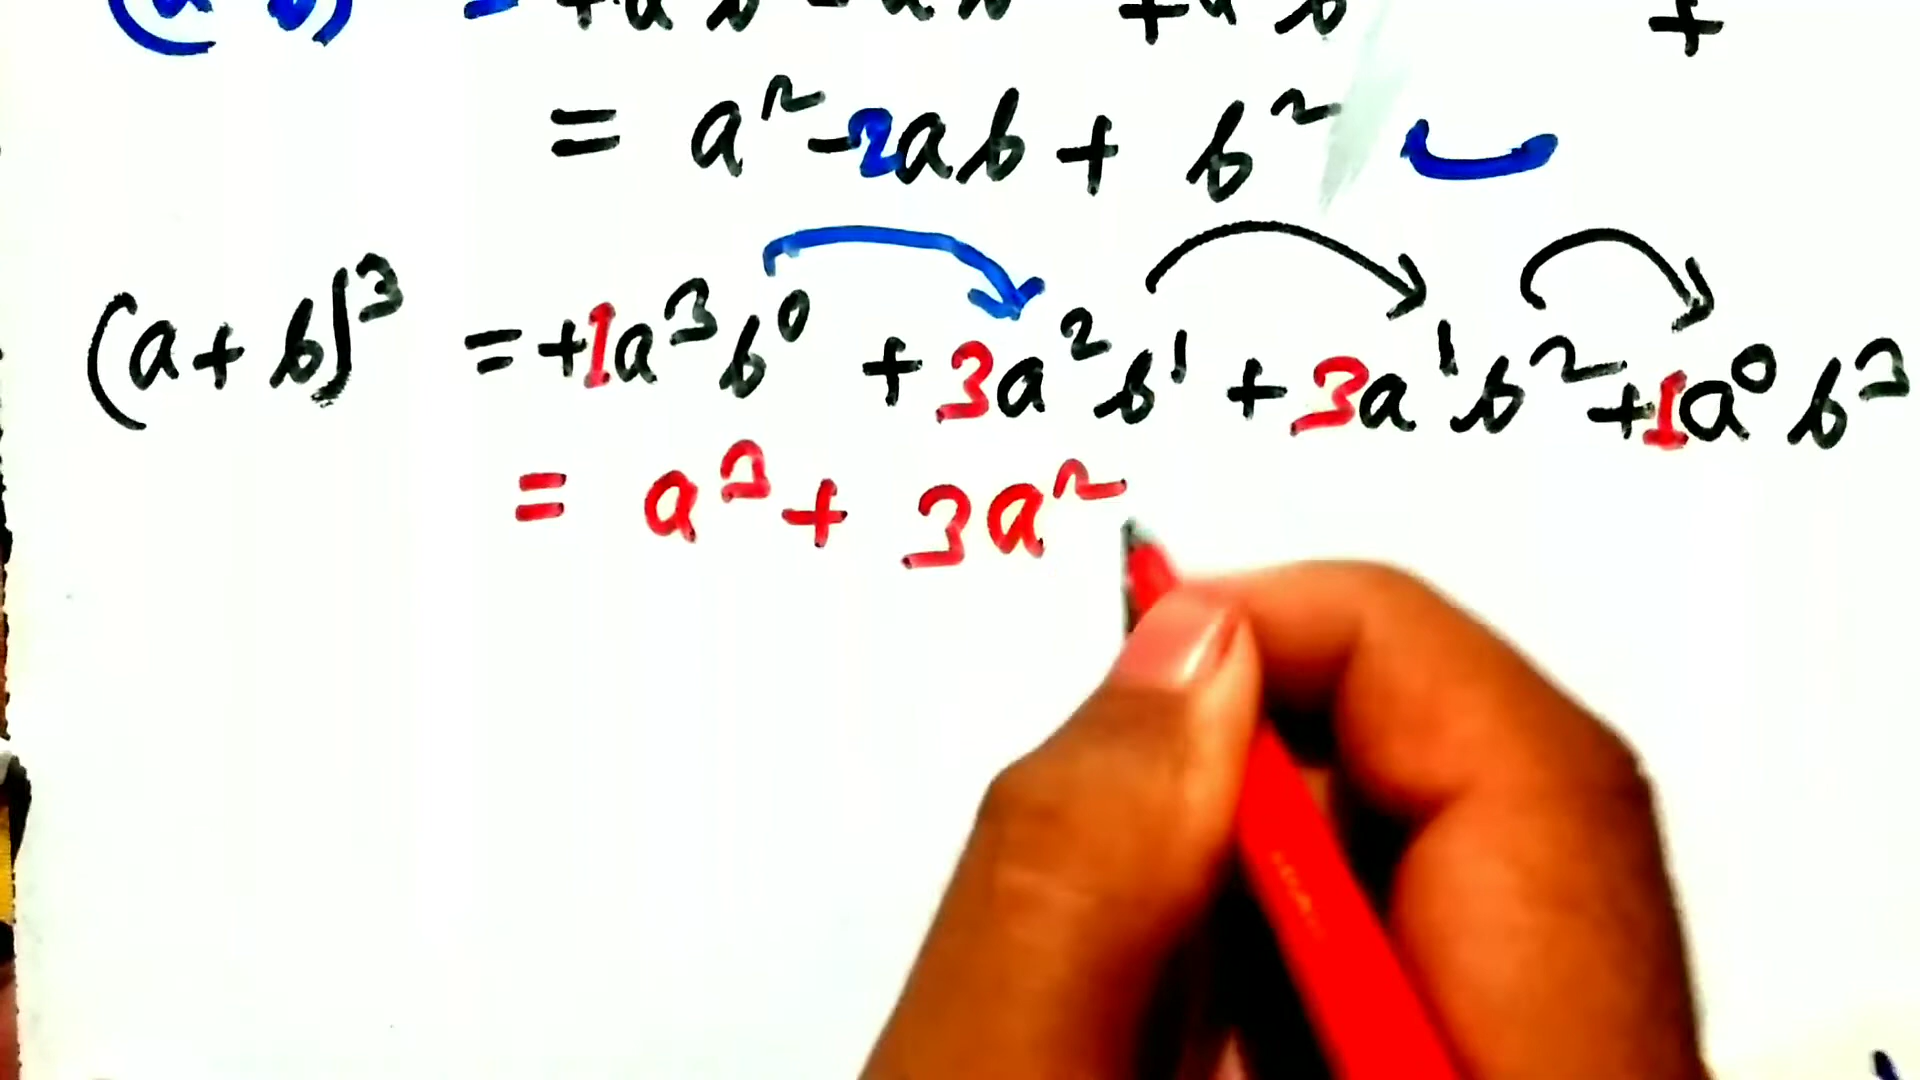 = a² - 2ab + b²
(a+b)³ = +1a³b⁰ + 3a²b¹ + 3a¹b² + 1a⁰b³
= a³ + 3a²